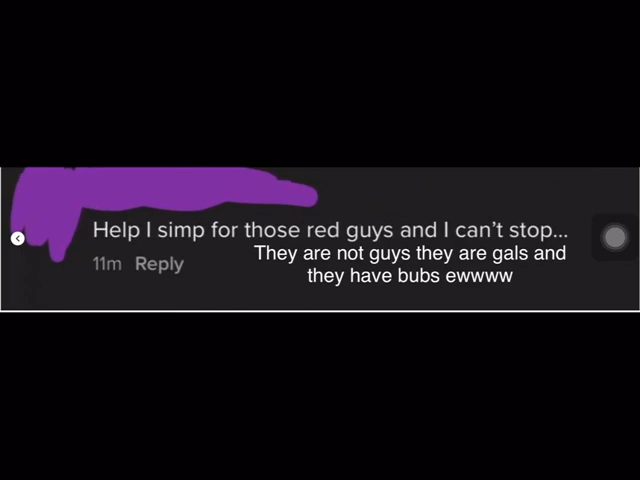 Help I simp for those red guys and I can’t stop...
They are not guys they are gals and
they have bubs ewwww
11m Reply